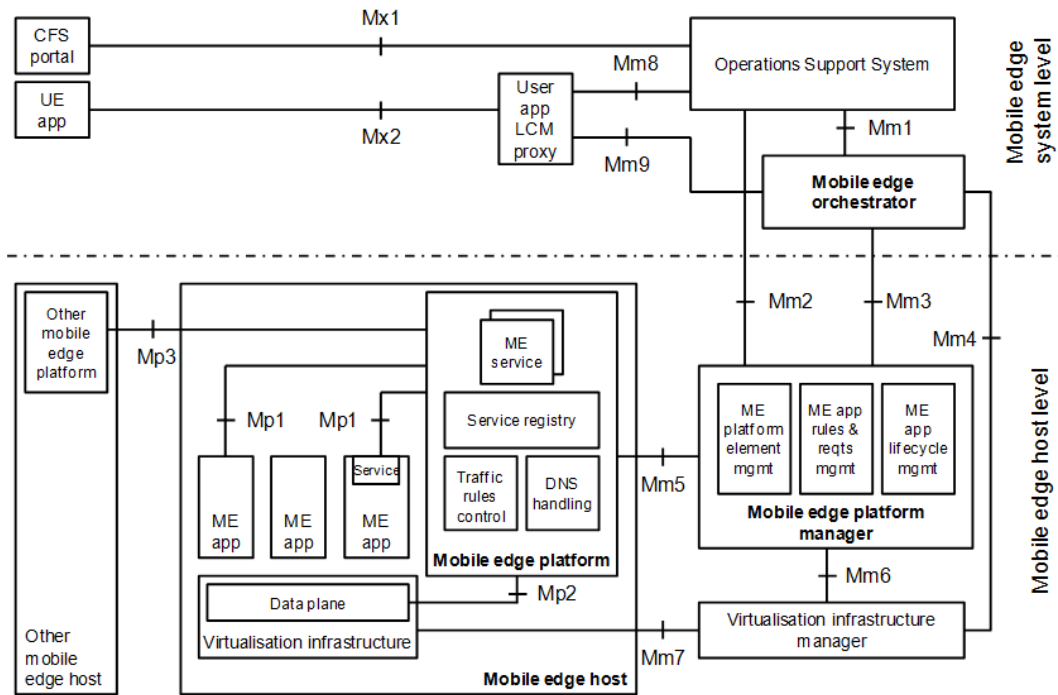 CFS
portal
Mx1
Operations Support System
UE
app
Mx2
User
app
LCM
proxy
Mm8
Mm9
Mm1
Mobile edge
orchestrator
Mobile edge
system level
Mm2
Mm3
Mm4
Other
mobile
edge
platform
Mp3
ME
service
Service registry
Traffic
rules
control
DNS
handling
Mobile edge platform
Mp1
Mp1
ME
app
ME
app
Service
ME
app
Mm5
ME
platform
element
mgmt
ME app
rules &
reqts
mgmt
ME
app
lifecycle
mgmt
Mobile edge platform
manager
Mp2
Mm6
Data plane
Virtualisation infrastructure
Mm7
Virtualisation infrastructure
manager
Other
mobile
edge host
Mobile edge host
Mobile edge host level